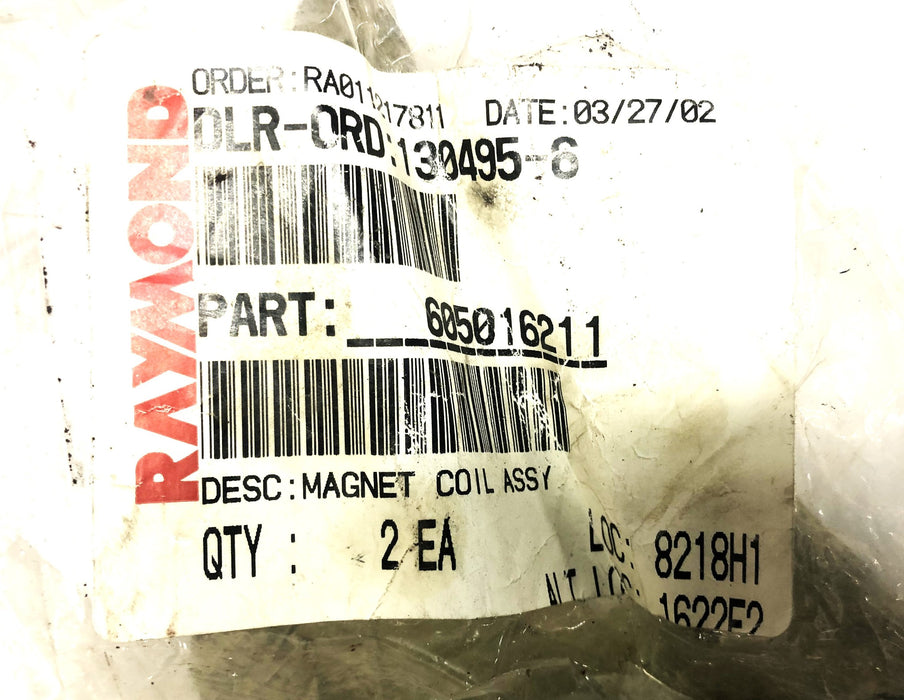 RAYMOND
ORDER:RA011217811 DATE:03/27/02
DLR-ORD:130495-6
PART: 605016211
DESC:MAGNET COIL ASSY
QTY : 2 EA
LOC: 8218H1
1622F2